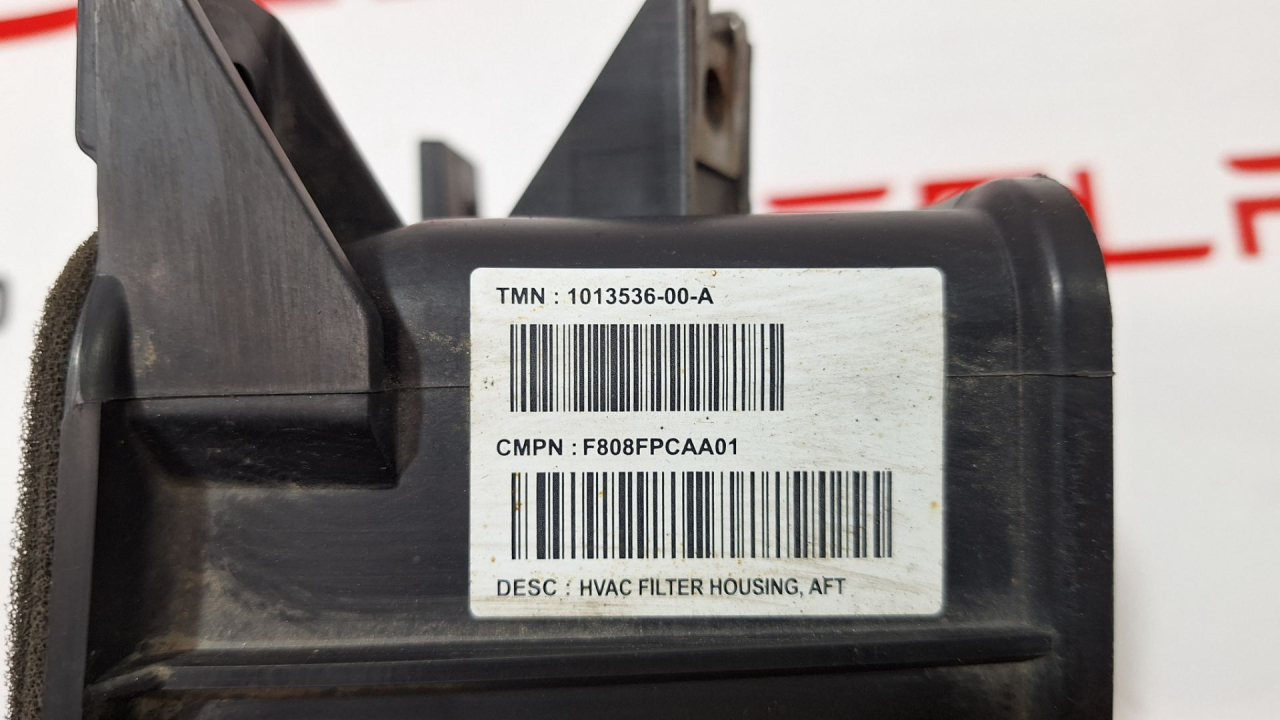 TMN : 1013536-00-A
CMPN : F808FPCAA01
DESC : HVAC FILTER HOUSING, AFT